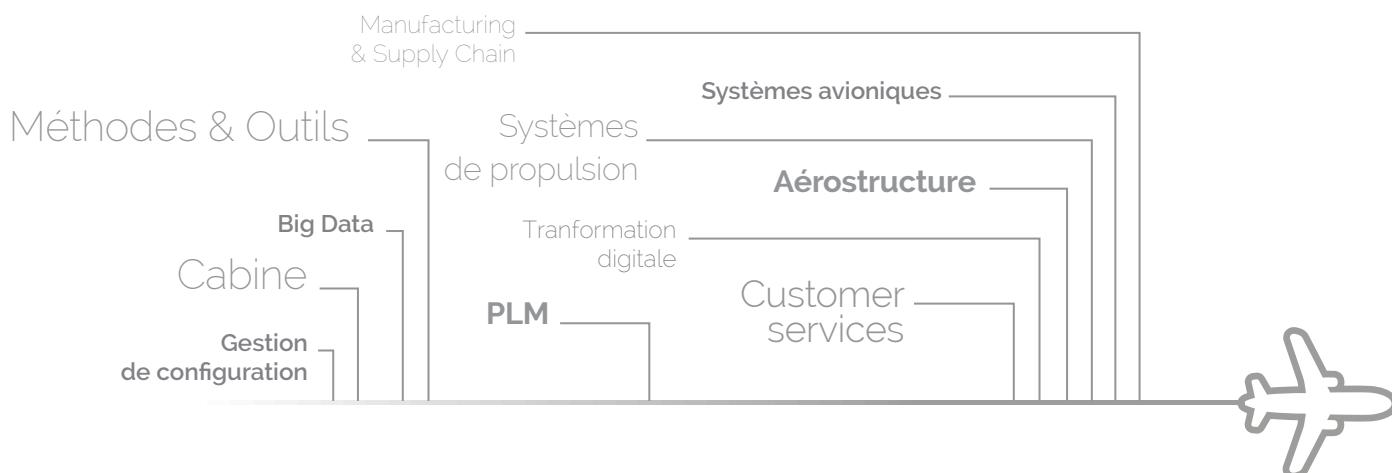 Manufacturing
& Supply Chain
Systèmes avioniques
Méthodes & Outils
Systèmes
de propulsion
Aérostructure
Big Data
Tranformation
digitale
Cabine
Customer
services
PLM
Gestion
de configuration